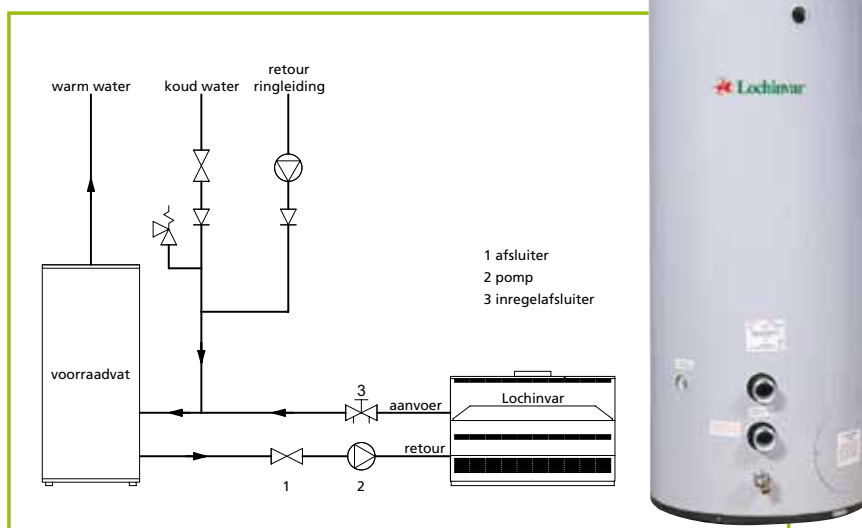 retour
warm water koud water ringleiding
Lochinvar
1 afsluiter
2 pomp
3 inregelafsluiter
voorraadvat
3
aanvoer
Lochinvar
retour
1 2